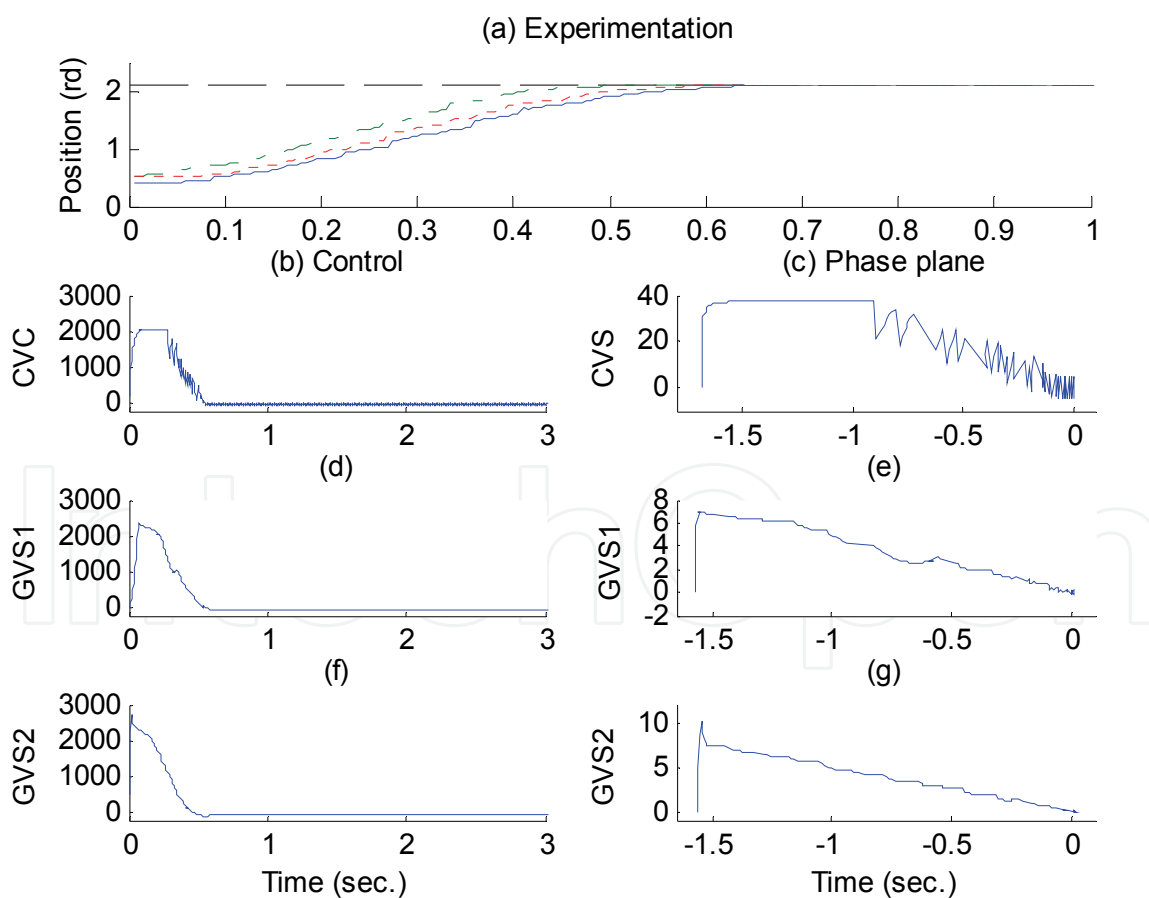 (a) Experimentation
Position (rd)
2
1
0
0 0.1 0.2 0.3 0.4 0.5 0.6 0.7 0.8 0.9 1
(b) Control
CVC
3000
2000
1000
0
0 1 2 3
(c) Phase plane
CVS
40
20
0
-1.5 -1 -0.5 0
(d)
GVS1
3000
2000
1000
0
0 1 2 3
(e)
GVS1
8
6
4
2
0
-2
-1.5 -1 -0.5 0
(f)
GVS2
3000
2000
1000
0
0 1 2 3
Time (sec.)
(g)
GVS2
10
5
0
-1.5 -1 -0.5 0
Time (sec.)